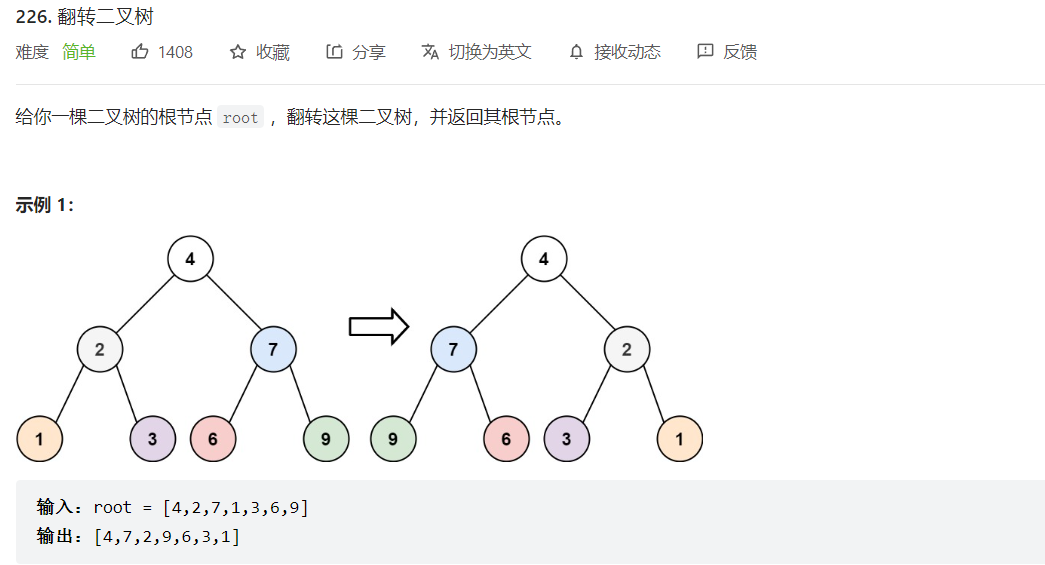 226. 翻转二叉树
难度 简单 1408 收藏 分享 切换为英文 接收动态 反馈
给你一棵二叉树的根节点 root ，翻转这棵二叉树，并返回其根节点。
示例 1：
4 4
2 7 7 2
1 3 6 9 9 6 3 1
输入：root = [4,2,7,1,3,6,9]
输出：[4,7,2,9,6,3,1]